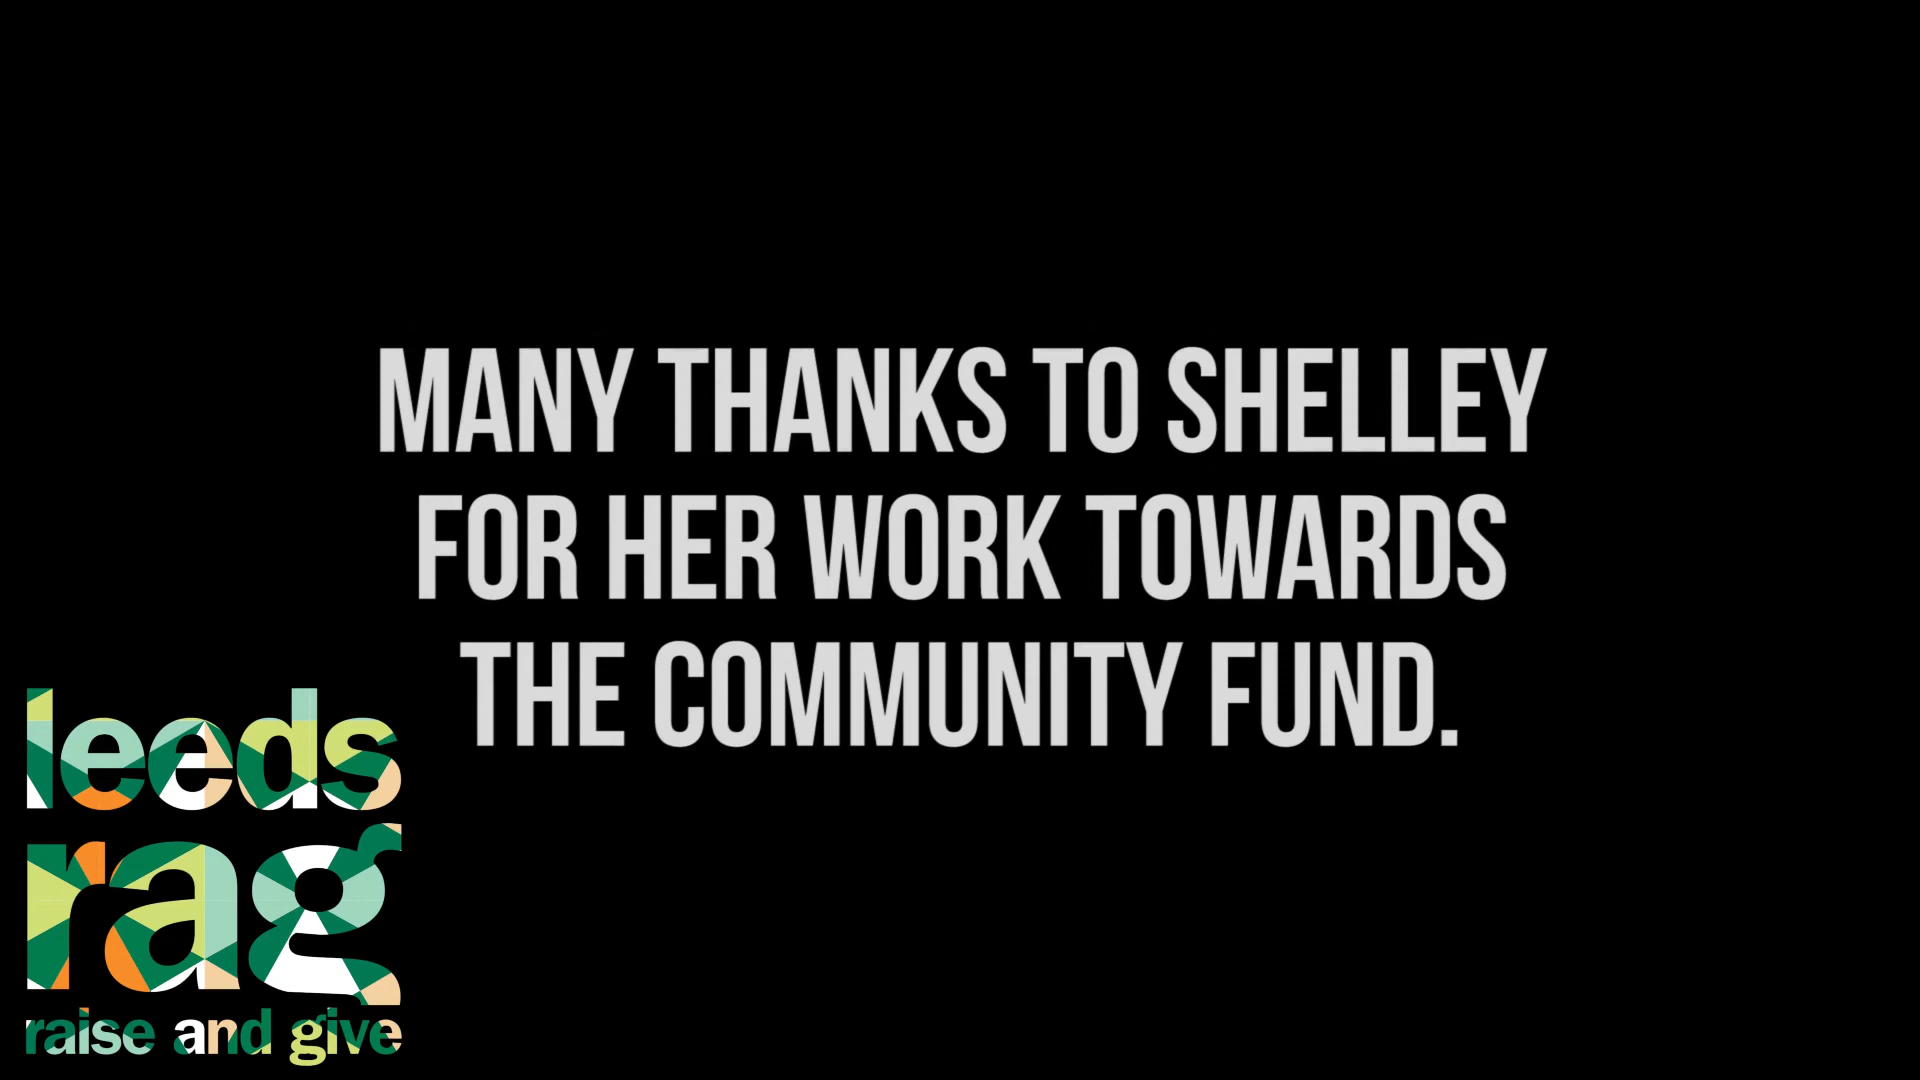 MANY THANKS TO SHELLEY
FOR HER WORK TOWARDS
THE COMMUNITY FUND.
leeds
rag
raise and give